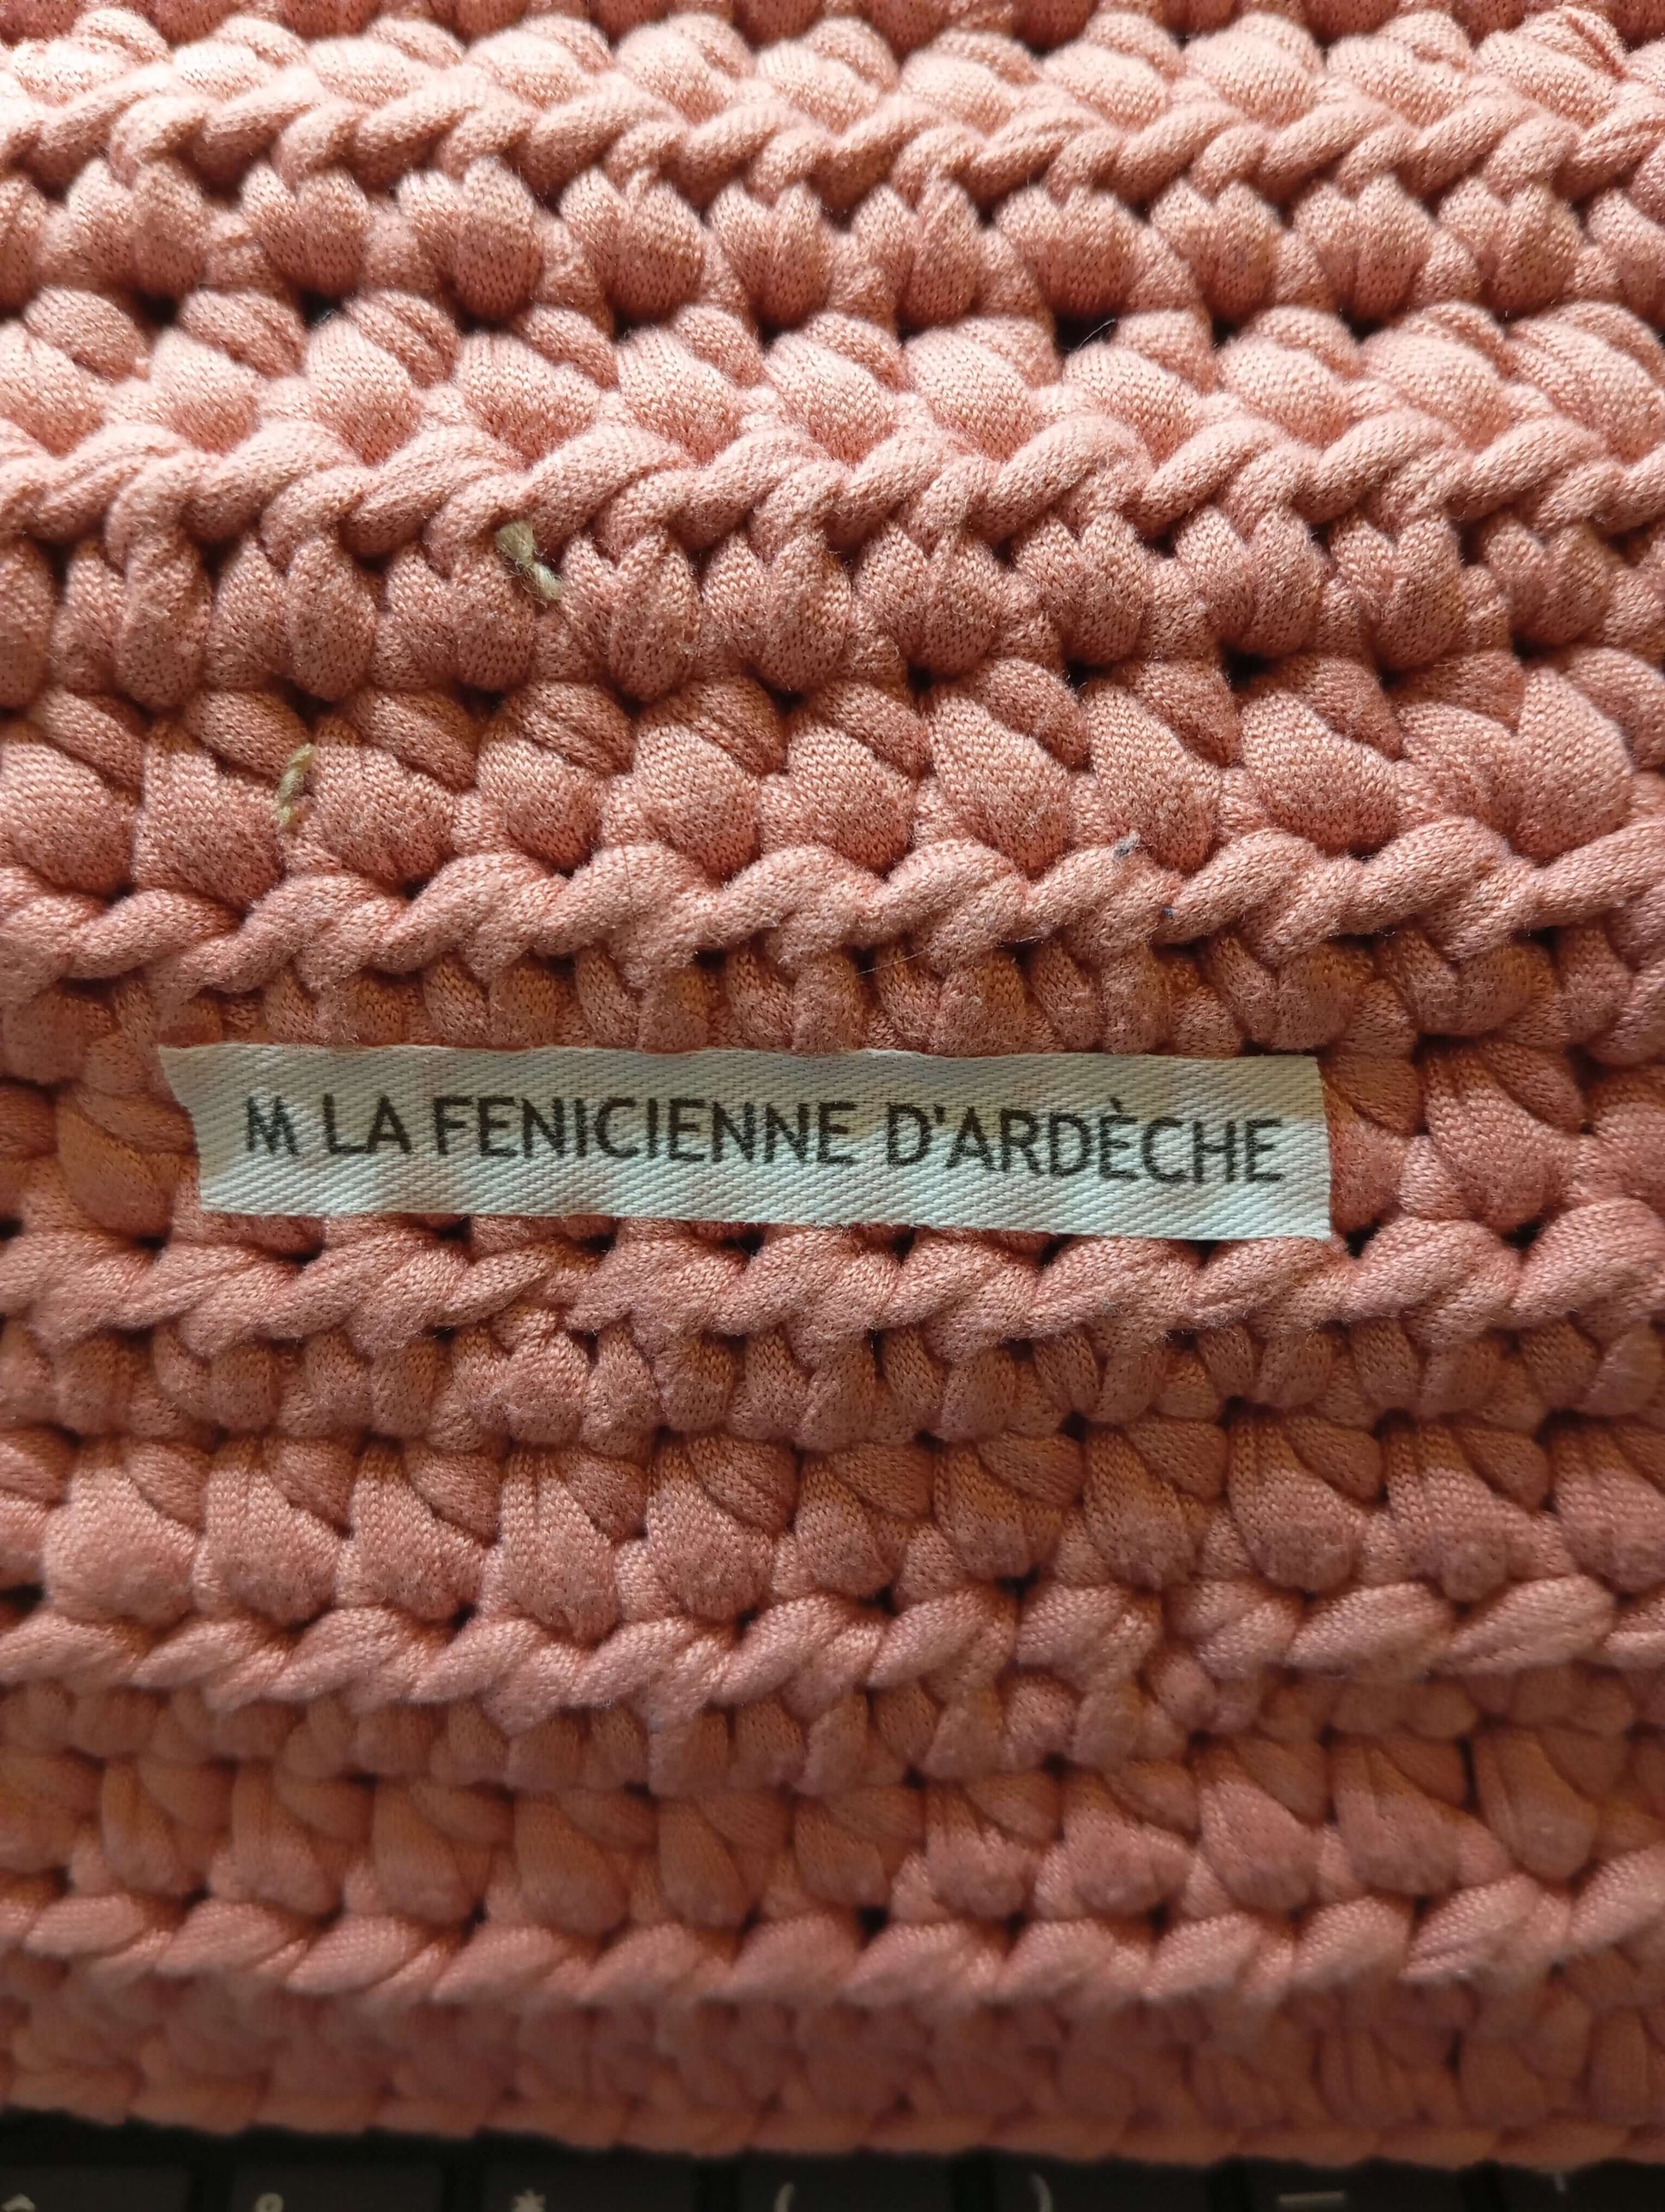 M LA FENICIENNE D'ARDÈCHE
* ( ) _